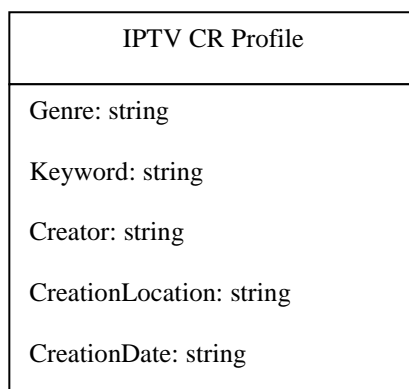 IPTV CR Profile
Genre: string
Keyword: string
Creator: string
CreationLocation: string
CreationDate: string